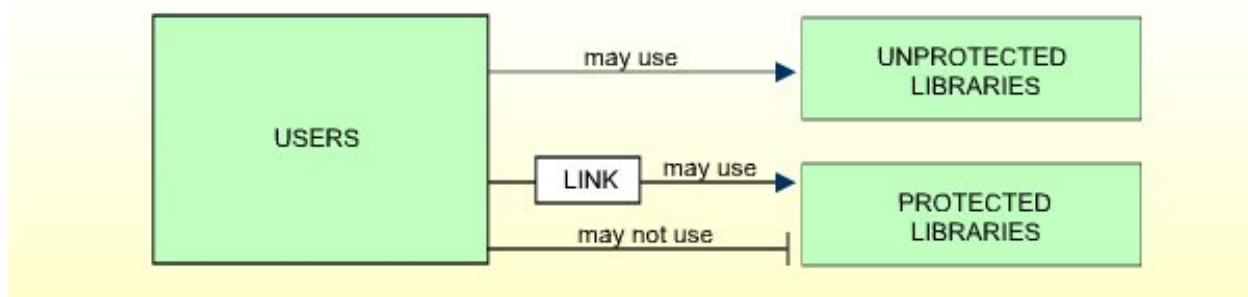 USERS
may use
UNPROTECTED
LIBRARIES
LINK
may use
PROTECTED
LIBRARIES
may not use